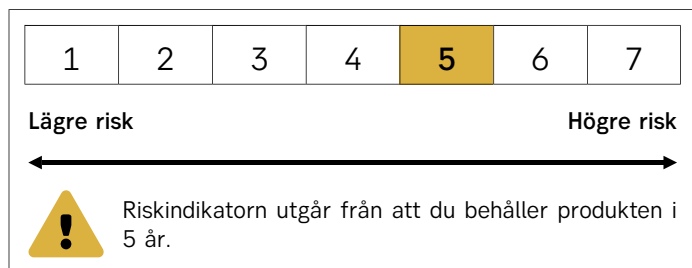 1 2 3 4 5 6 7
Lägre risk Högre risk
Riskindikatorn utgår från att du behåller produkten i
5 år.